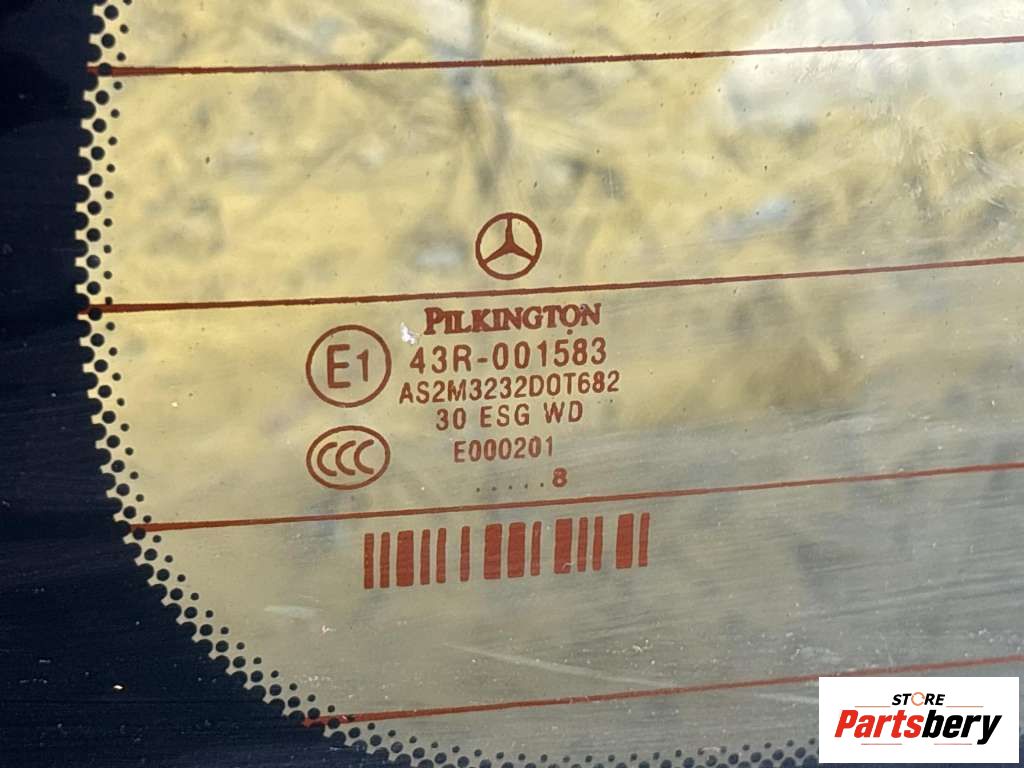 PILKINGTON
E1
43R-001583
AS2M3232DOT682
30 ESG WD
CCC
E000201
.....8
STORE
Partsbery